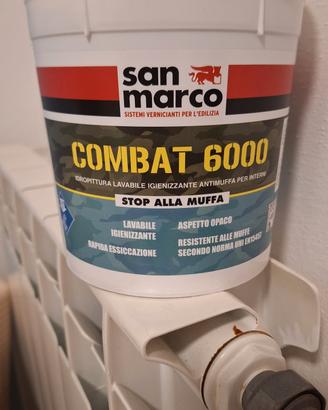 san
marco
SISTEMI VERNICIANTI PER L'EDILIZIA
COMBAT 6000
IDROPITTURA LAVABILE IGIENIZZANTE ANTIMUFFA PER INTERNI
STOP ALLA MUFFA
LAVABILE
IGIENIZZANTE
RAPIDA ESSICCAZIONE
ASPETTO OPACO
RESISTENTE ALLE MUFFE
SECONDO NORMA UNI EN15457